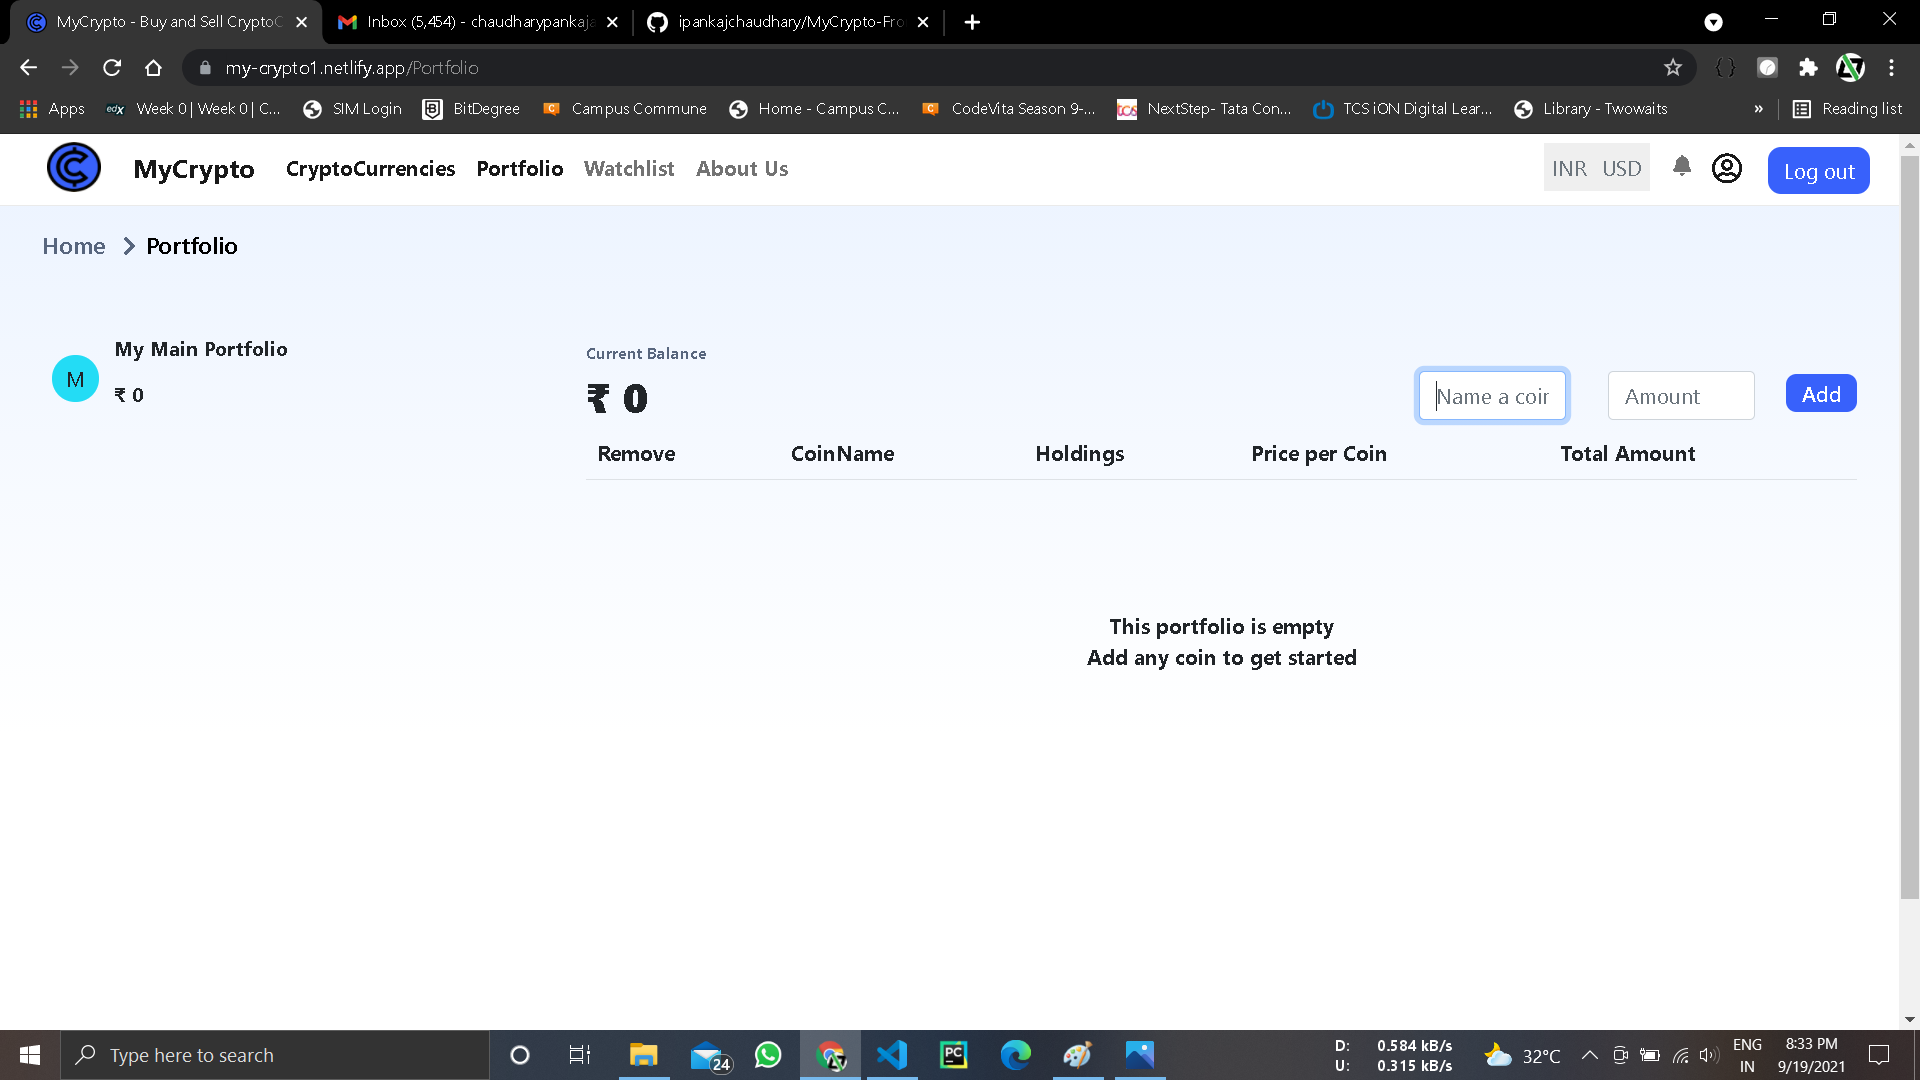 MyCrypto - Buy and Sell CryptoC
Inbox (5,454) - chaudharypankaja
ipankajchaudhary/MyCrypto-Fro
my-crypto1.netlify.app/Portfolio
Apps
edX
Week 0 | Week 0 | C...
SIM Login
BitDegree
Campus Commune
Home - Campus C...
CodeVita Season 9-...
tcs
NextStep- Tata Con...
TCS iON Digital Lear...
Library - Twowaits
»
Reading list
MyCrypto
CryptoCurrencies
Portfolio
Watchlist
About Us
INR USD
Log out
Home > Portfolio
My Main Portfolio
M
₹ 0
Current Balance
₹ 0
Name a coin
Amount
Add
Remove CoinName Holdings Price per Coin Total Amount
This portfolio is empty
Add any coin to get started
Type here to search
24
PC
D: 0.584 kB/s
U: 0.315 kB/s
32°C
ENG
IN
8:33 PM
9/19/2021